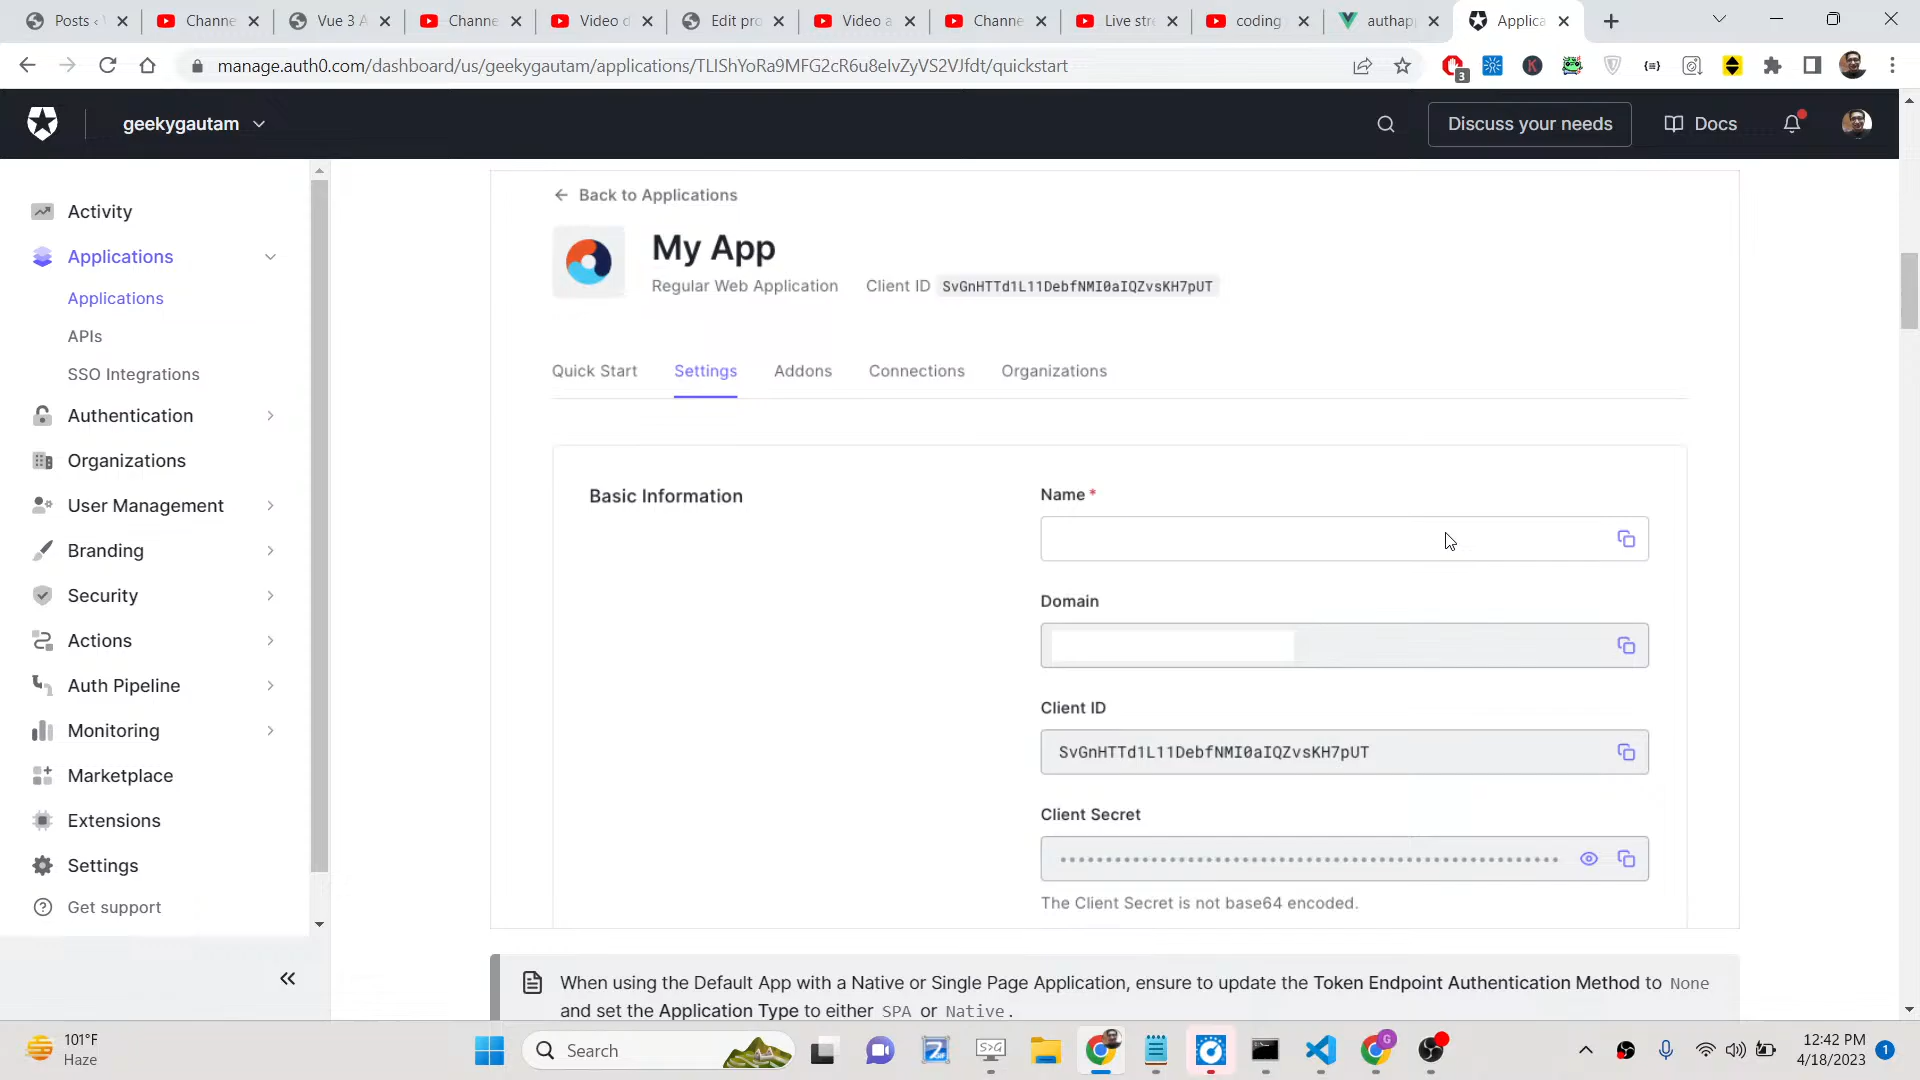 Posts ‹
Channe
Vue 3 A
Channe
Video d
Edit pro
Video a
Channe
Live stre
coding
authap
Applica
manage.auth0.com/dashboard/us/geekygautam/applications/TLIShYoRa9MFG2cR6u8eIvZyVS2VJfdt/quickstart
3
geekygautam
Discuss your needs
Docs
Activity
Applications
Applications
APIs
SSO Integrations
Authentication
Organizations
User Management
Branding
Security
Actions
Auth Pipeline
Monitoring
Marketplace
Extensions
Settings
Get support
Back to Applications
My App
Regular Web Application Client ID SvGnHTTd1L11DebfNMI0aIQZvsKH7pUT
Quick Start Settings Addons Connections Organizations
Basic Information
Name *
Domain
Client ID
SvGnHTTd1L11DebfNMI0aIQZvsKH7pUT
Client Secret
The Client Secret is not base64 encoded.
When using the Default App with a Native or Single Page Application, ensure to update the Token Endpoint Authentication Method to None
and set the Application Type to either SPA or Native.
101°F
Haze
Search
12:42 PM
4/18/2023
1